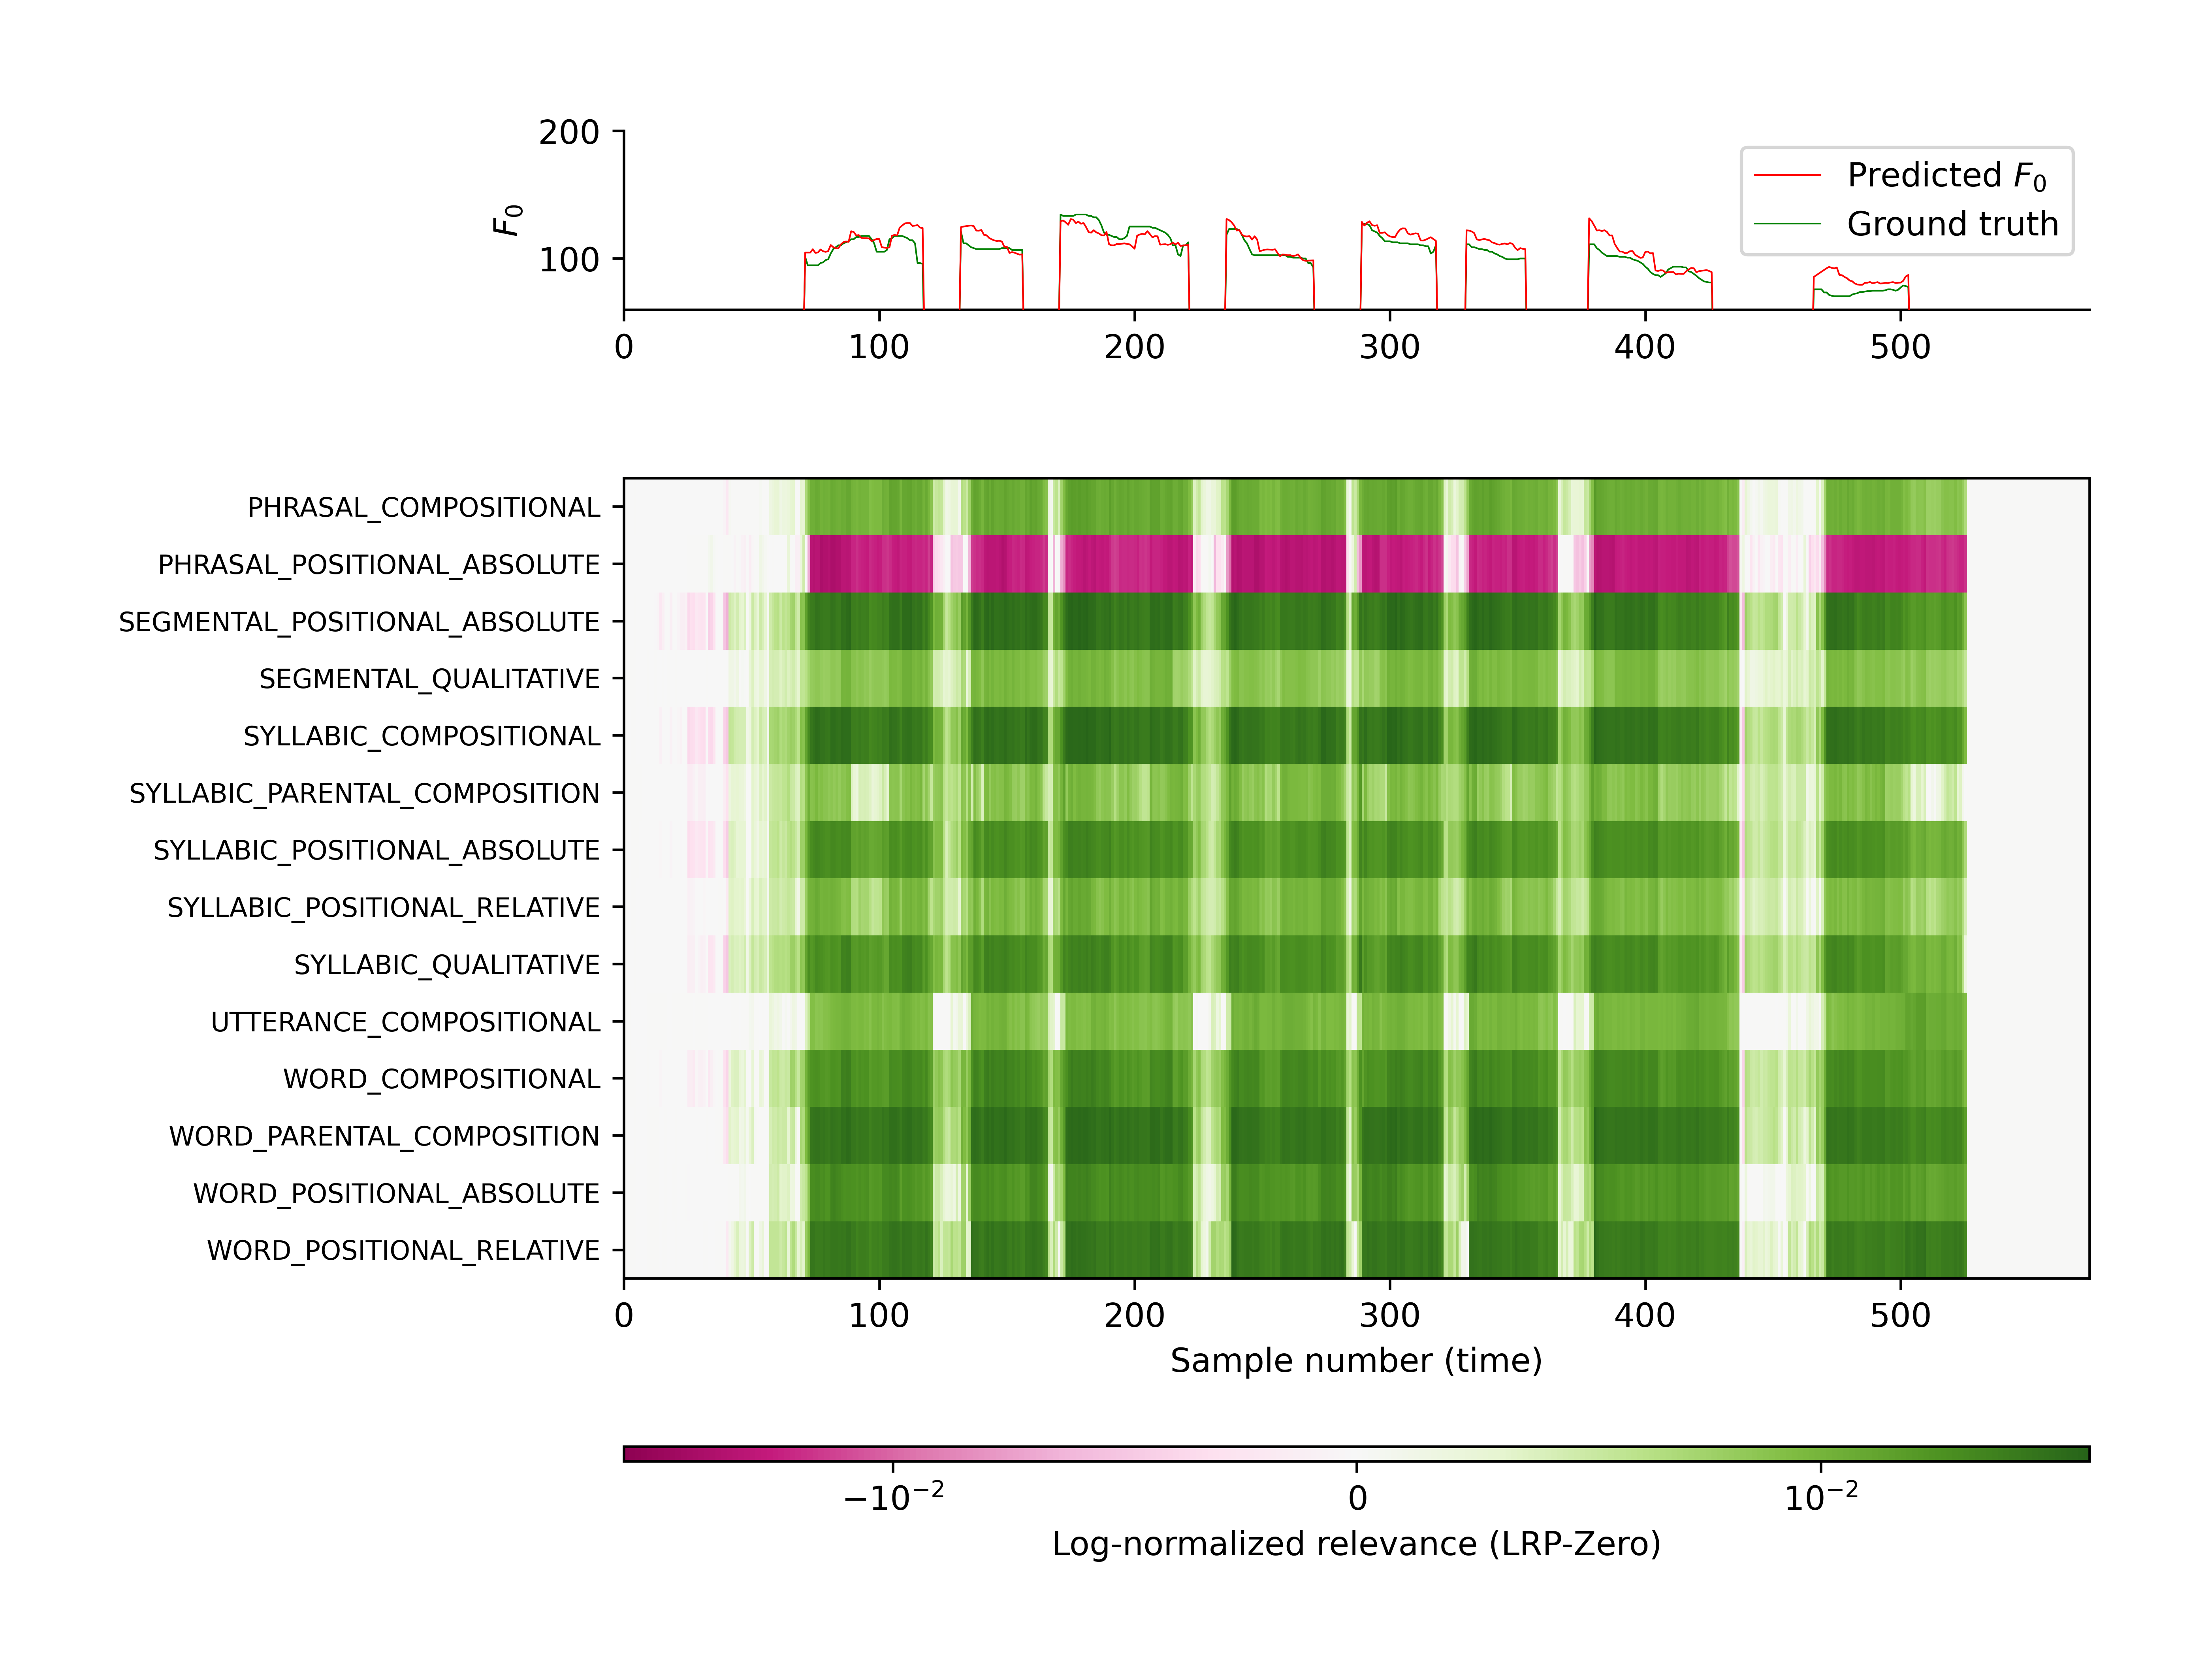 200
100
F0
Predicted F0
Ground truth
0 100 200 300 400 500
PHRASAL_COMPOSITIONAL
PHRASAL_POSITIONAL_ABSOLUTE
SEGMENTAL_POSITIONAL_ABSOLUTE
SEGMENTAL_QUALITATIVE
SYLLABIC_COMPOSITIONAL
SYLLABIC_PARENTAL_COMPOSITION
SYLLABIC_POSITIONAL_ABSOLUTE
SYLLABIC_POSITIONAL_RELATIVE
SYLLABIC_QUALITATIVE
UTTERANCE_COMPOSITIONAL
WORD_COMPOSITIONAL
WORD_PARENTAL_COMPOSITION
WORD_POSITIONAL_ABSOLUTE
WORD_POSITIONAL_RELATIVE
0 100 200 300 400 500
Sample number (time)
−10⁻² 0 10⁻²
Log-normalized relevance (LRP-Zero)